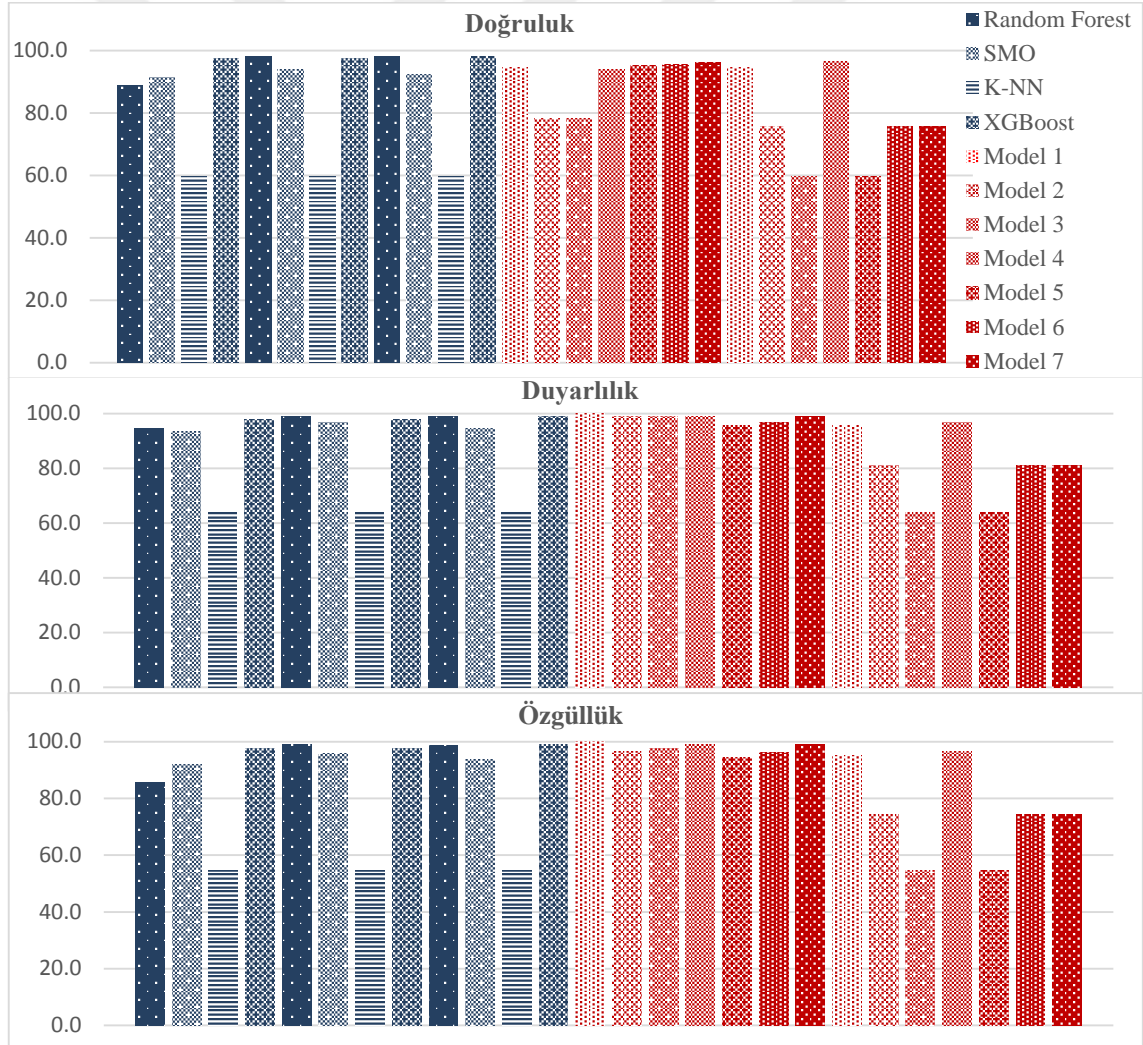 Doğruluk
100.0
80.0
60.0
40.0
20.0
0.0
Random Forest
SMO
K-NN
XGBoost
Model 1
Model 2
Model 3
Model 4
Model 5
Model 6
Model 7
Duyarlılık
100.0
80.0
60.0
40.0
20.0
0.0
Özgüllük
100.0
80.0
60.0
40.0
20.0
0.0